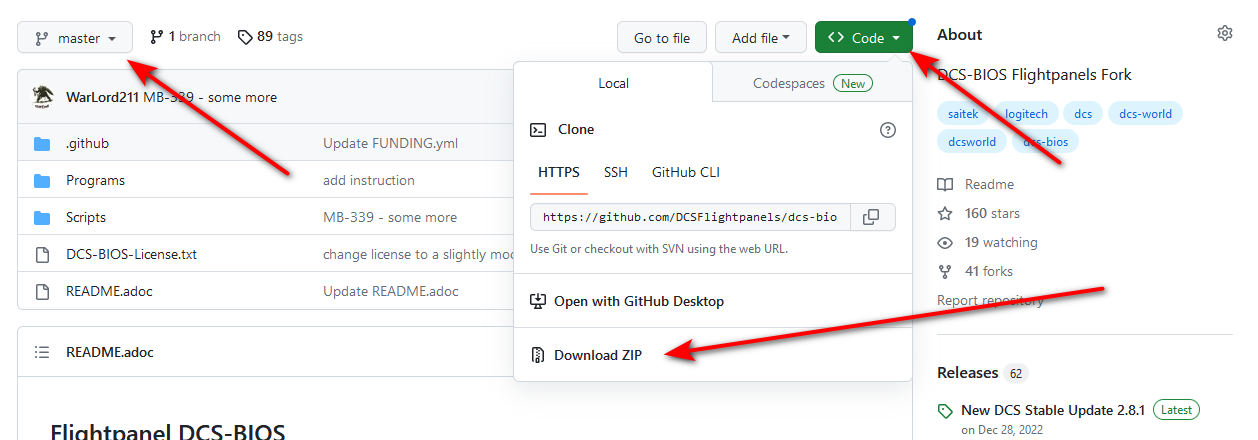 master
1 branch
89 tags
Go to file
Add file
Code
About
DCS-BIOS Flightpanels Fork
saitek
logitech
dcs
dcs-world
dcsworld
dcs-bios
Readme
160 stars
19 watching
41 forks
Report repository
Releases 62
New DCS Stable Update 2.8.1 Latest
on Dec 28, 2022
WarLord211 MB-339 - some more
.github
Update FUNDING.yml
Programs
add instruction
Scripts
MB-339 - some more
DCS-BIOS-License.txt
change license to a slightly
README.adoc
Update README.adoc
README.adoc
Flightpanel DCS-BIOS
Local
Codespaces New
Clone
HTTPS
SSH
GitHub CLI
https://github.com/DCSFlightpanels/dcs-bio
Use Git or checkout with SVN using the web URL.
Open with GitHub Desktop
Download ZIP